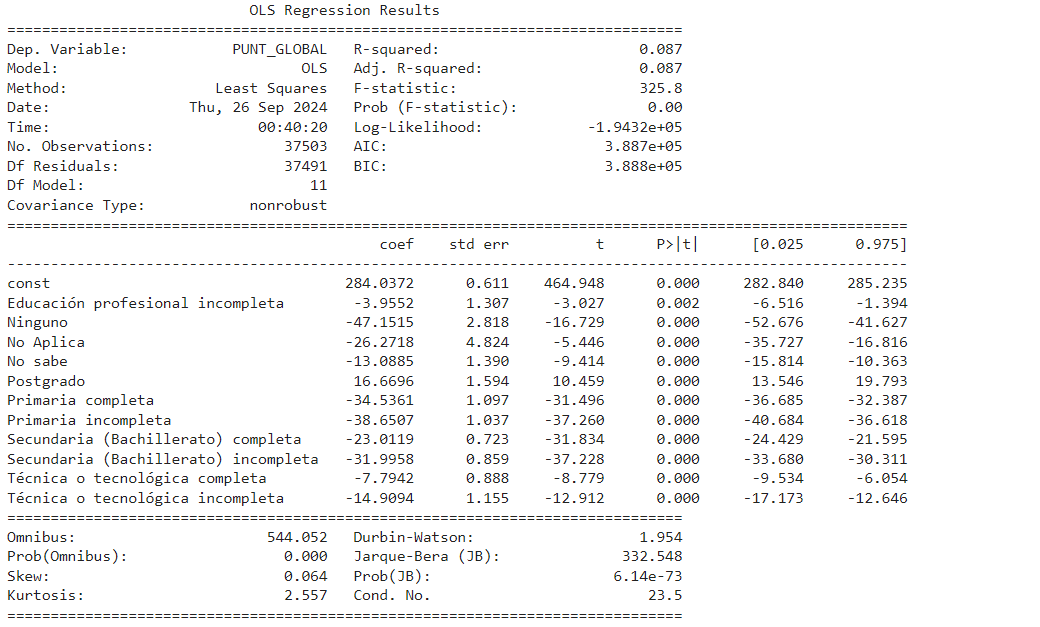 OLS Regression Results
==============================================================================
Dep. Variable: PUNT_GLOBAL R-squared: 0.087
Model: OLS Adj. R-squared: 0.087
Method: Least Squares F-statistic: 325.8
Date: Thu, 26 Sep 2024 Prob (F-statistic): 0.00
Time: 00:40:20 Log-Likelihood: -1.9432e+05
No. Observations: 37503 AIC: 3.887e+05
Df Residuals: 37491 BIC: 3.888e+05
Df Model: 11
Covariance Type: nonrobust
========================================================================================================
coef std err t P>|t| [0.025 0.975]
--------------------------------------------------------------------------------------------------------
const 284.0372 0.611 464.948 0.000 282.840 285.235
Educación profesional incompleta -3.9552 1.307 -3.027 0.002 -6.516 -1.394
Ninguno -47.1515 2.818 -16.729 0.000 -52.676 -41.627
No Aplica -26.2718 4.824 -5.446 0.000 -35.727 -16.816
No sabe -13.0885 1.390 -9.414 0.000 -15.814 -10.363
Postgrado 16.6696 1.594 10.459 0.000 13.546 19.793
Primaria completa -34.5361 1.097 -31.496 0.000 -36.685 -32.387
Primaria incompleta -38.6507 1.037 -37.260 0.000 -40.684 -36.618
Secundaria (Bachillerato) completa -23.0119 0.723 -31.834 0.000 -24.429 -21.595
Secundaria (Bachillerato) incompleta -31.9958 0.859 -37.228 0.000 -33.680 -30.311
Técnica o tecnológica completa -7.7942 0.888 -8.779 0.000 -9.534 -6.054
Técnica o tecnológica incompleta -14.9094 1.155 -12.912 0.000 -17.173 -12.646
==============================================================================
Omnibus: 544.052 Durbin-Watson: 1.954
Prob(Omnibus): 0.000 Jarque-Bera (JB): 332.548
Skew: 0.064 Prob(JB): 6.14e-73
Kurtosis: 2.557 Cond. No. 23.5
==============================================================================